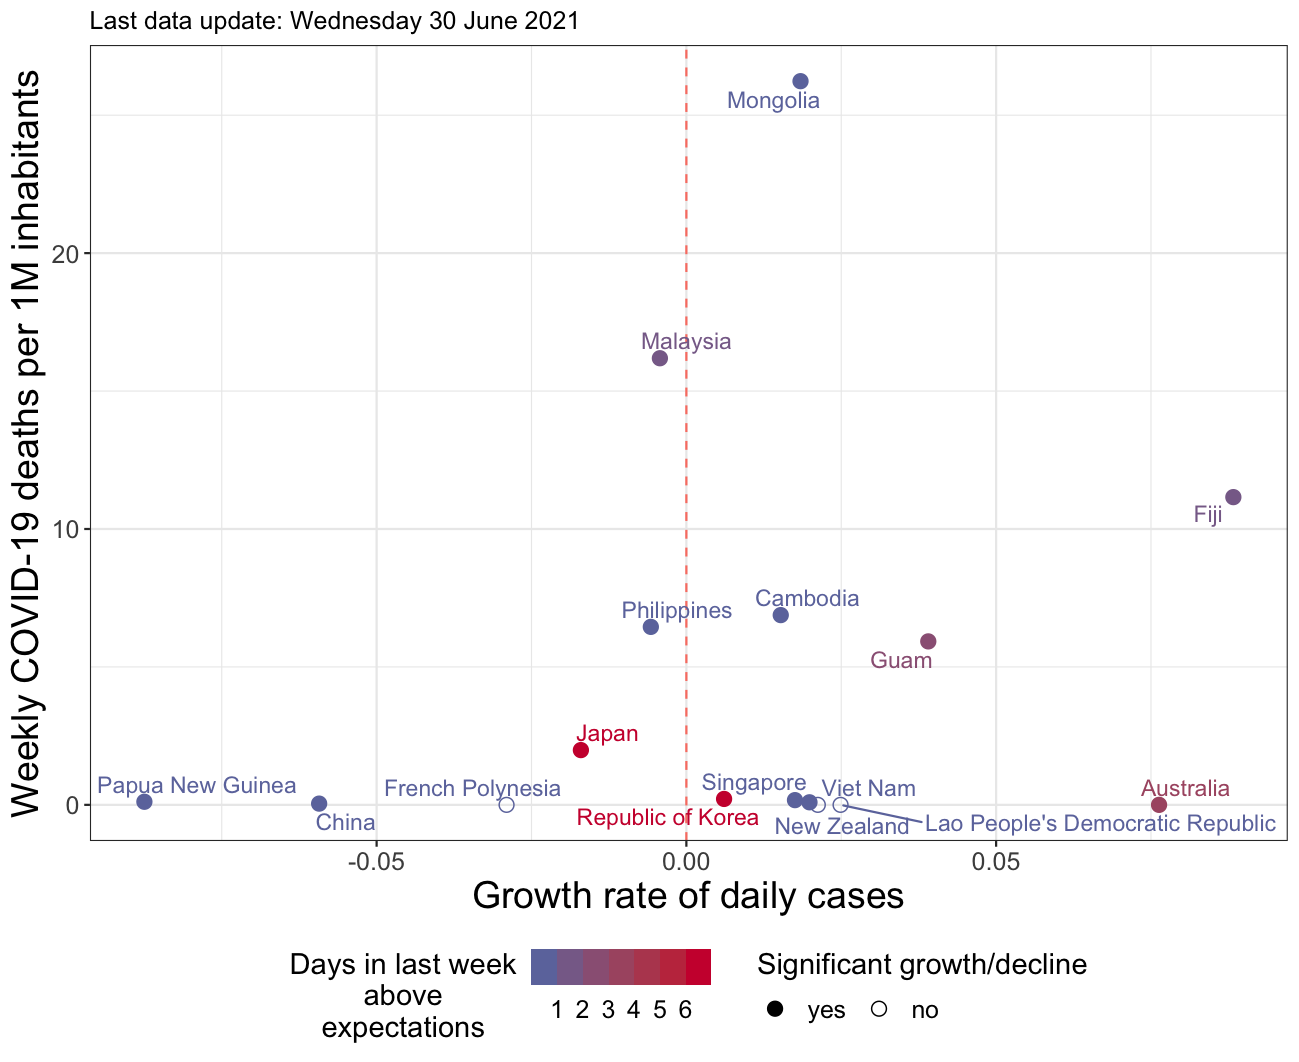 Last data update: Wednesday 30 June 2021
Weekly COVID-19 deaths per 1M inhabitants
Mongolia
20
Malaysia
10
Fiji
Cambodia
Philippines
Guam
Japan
Singapore
Papua New Guinea
French Polynesia
Viet Nam
Australia
0
Republic of Korea
China
New Zealand
Lao People's Democratic Republic
-0.05
0.00
0.05
Growth rate of daily cases
Days in last week
above
expectations
1 2 3 4 5 6
Significant growth/decline
yes
no